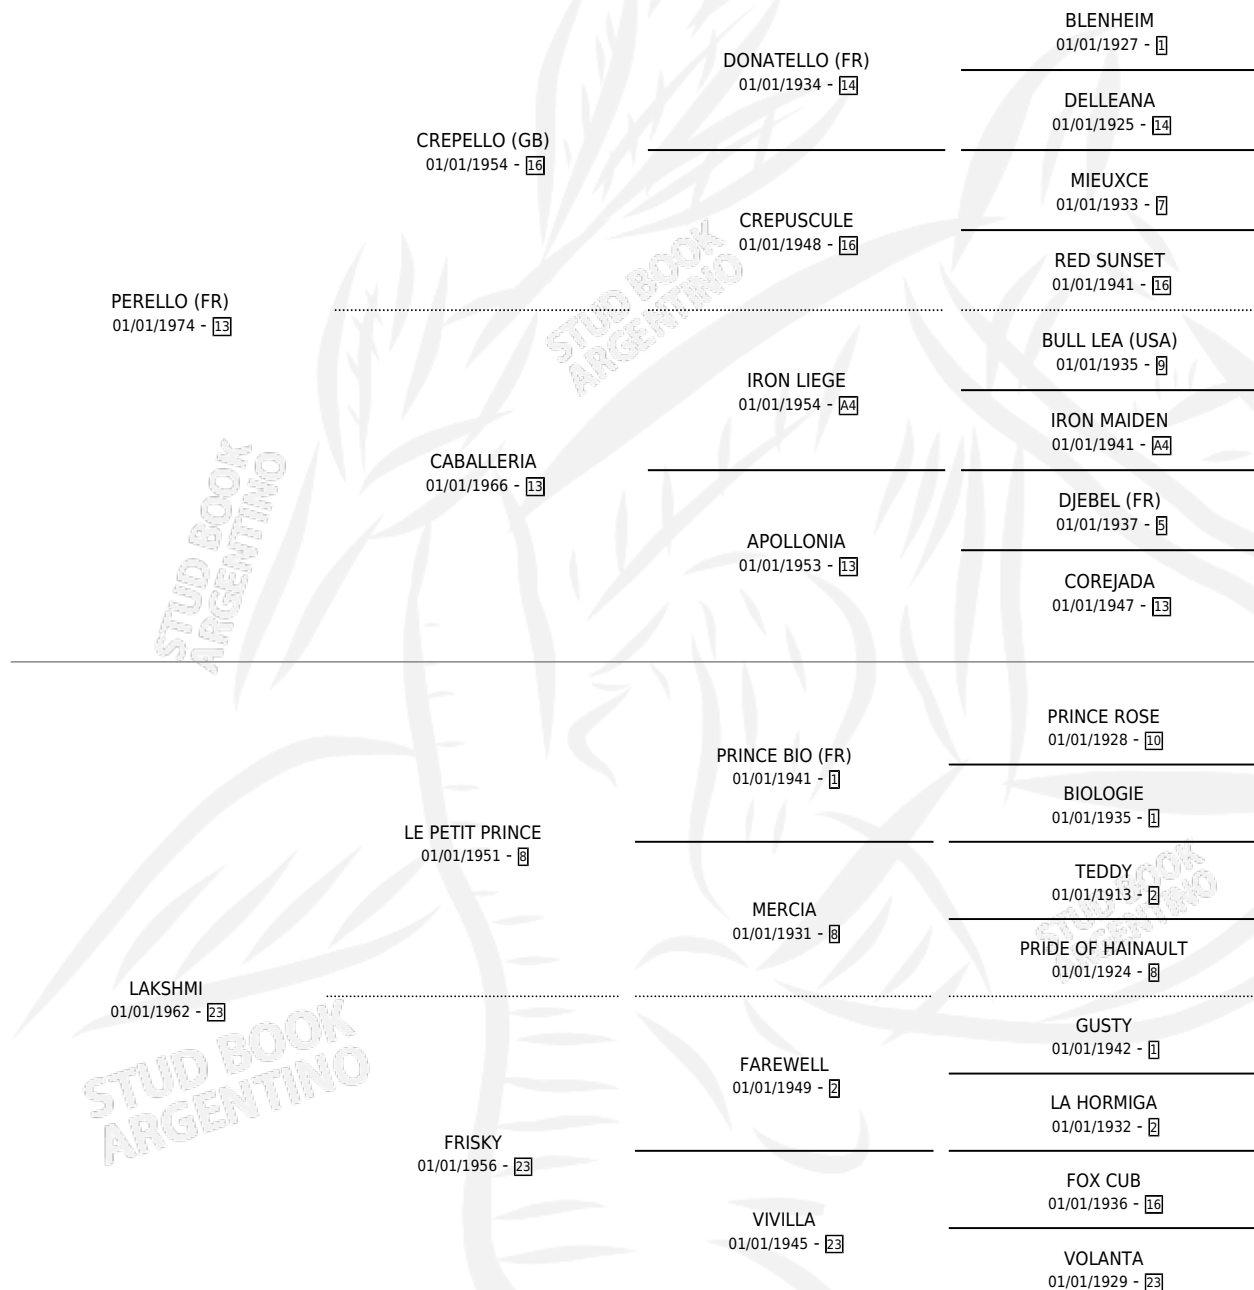 BLENHEIM
01/01/1927 - 1
DONATELLO (FR)
01/01/1934 - 14
DELLEANA
01/01/1925 - 14
CREPELLO (GB)
01/01/1954 - 16
MIEUXCE
01/01/1933 - 7
CREPUSCULE
01/01/1948 - 16
RED SUNSET
01/01/1941 - 16
PERELLO (FR)
01/01/1974 - 13
STUD BOOK
ARGENTINO
BULL LEA (USA)
01/01/1935 - 9
IRON LIEGE
01/01/1954 - A4
IRON MAIDEN
01/01/1941 - A4
CABALLERIA
01/01/1966 - 13
DJEBEL (FR)
01/01/1937 - 5
APOLLONIA
01/01/1953 - 13
COREJADA
01/01/1947 - 13
STUD BOOK
ARGENTINO
PRINCE ROSE
01/01/1928 - 10
PRINCE BIO (FR)
01/01/1941 - 1
BIOLOGIE
01/01/1935 - 1
LE PETIT PRINCE
01/01/1951 - 8
TEDDY
01/01/1913 - 2
STUD BOOK
ARGENTINO
MERCIA
01/01/1931 - 8
PRIDE OF HAINAULT
01/01/1924 - 8
LAKSHMI
01/01/1962 - 23
STUD BOOK
ARGENTINO
GUSTY
01/01/1942 - 1
FAREWELL
01/01/1949 - 2
LA HORMIGA
01/01/1932 - 2
FRISKY
01/01/1956 - 23
FOX CUB
01/01/1936 - 16
VIVILLA
01/01/1945 - 23
VOLANTA
01/01/1929 - 23